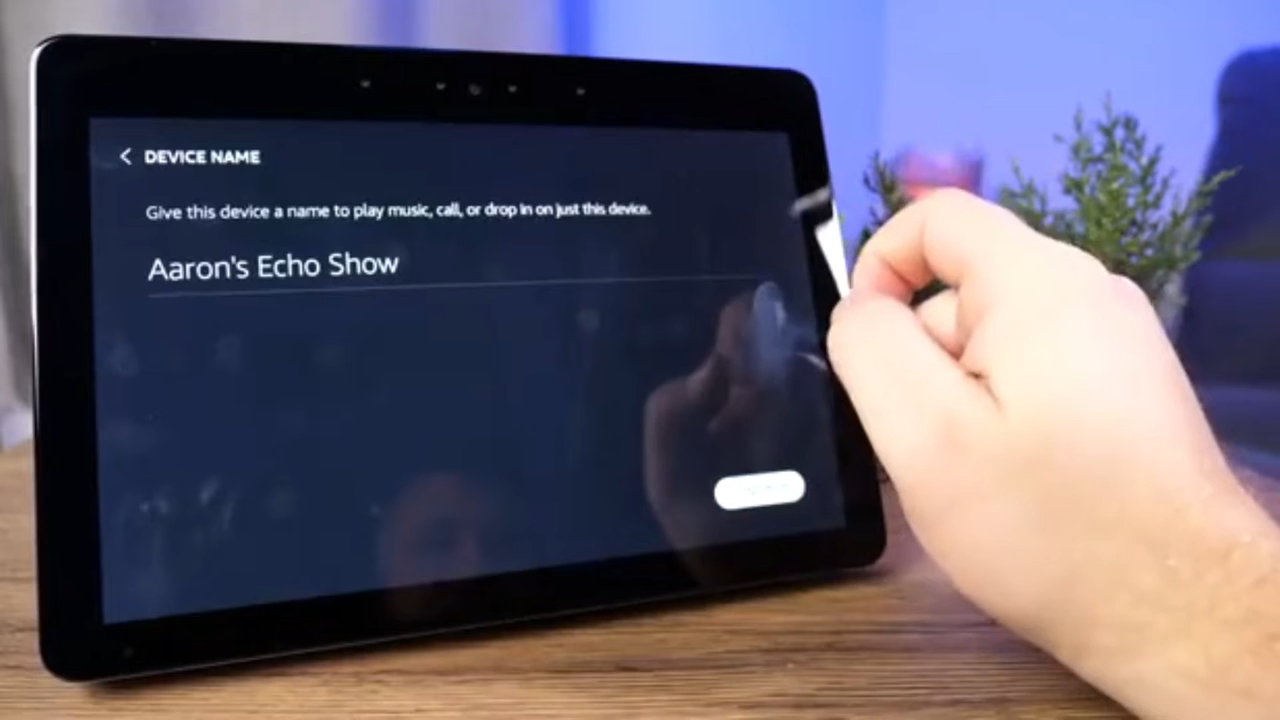 DEVICE NAME
Give this device a name to play music, call, or drop in on just this device.
Aaron's Echo Show